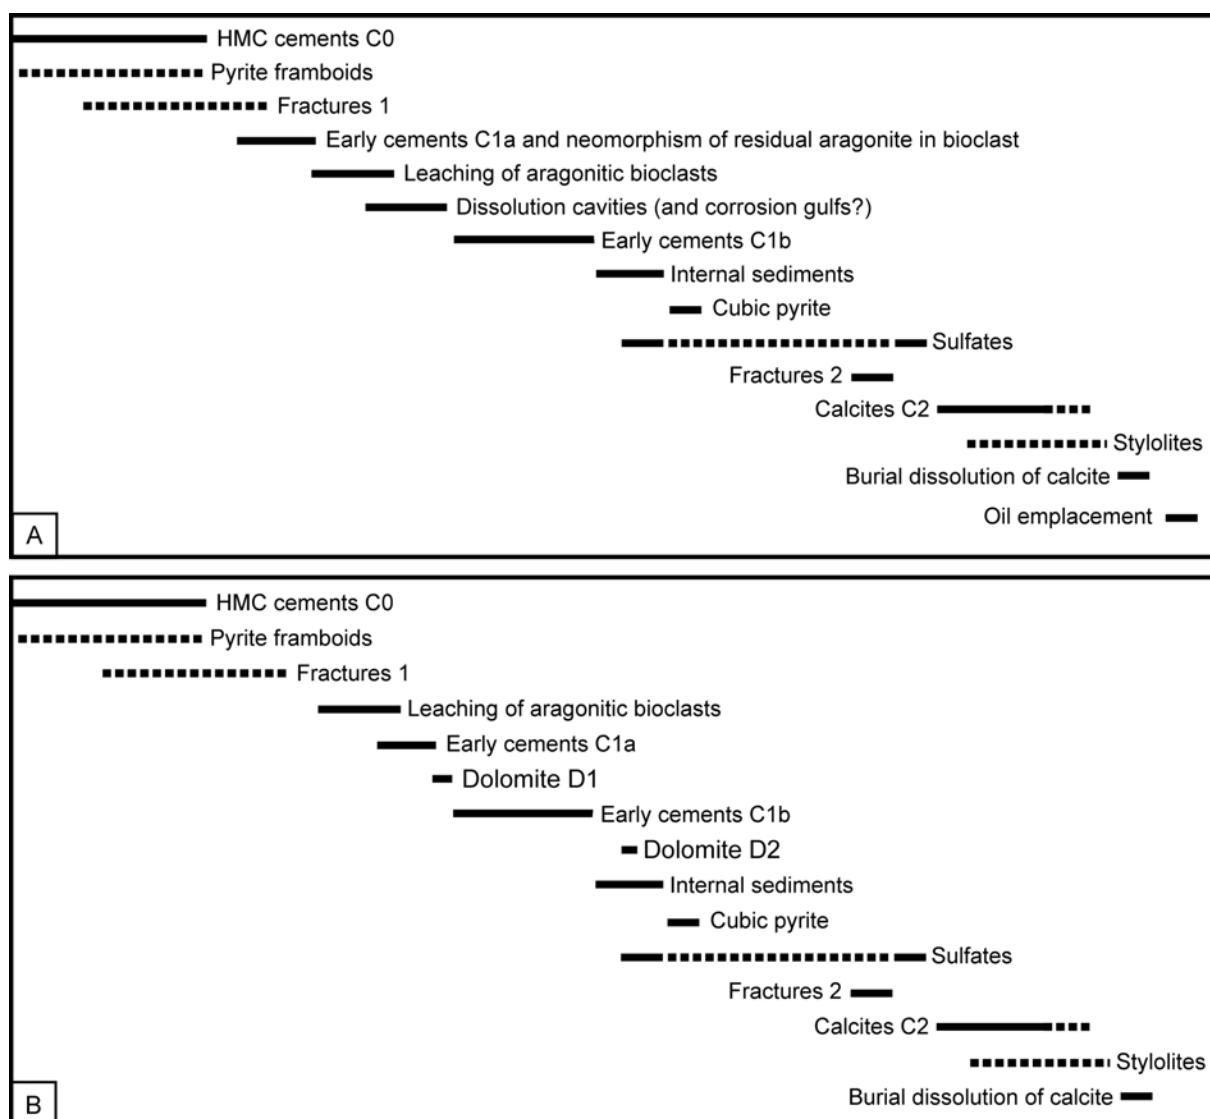 HMC cements C0
Pyrite framboids
Fractures 1
Early cements C1a and neomorphism of residual aragonite in bioclast
Leaching of aragonitic bioclasts
Dissolution cavities (and corrosion gulfs?)
Early cements C1b
Internal sediments
Cubic pyrite
Sulfates
Fractures 2
Calcites C2
Stylolites
Burial dissolution of calcite
Oil emplacement
A
HMC cements C0
Pyrite framboids
Fractures 1
Leaching of aragonitic bioclasts
Early cements C1a
Dolomite D1
Early cements C1b
Dolomite D2
Internal sediments
Cubic pyrite
Sulfates
Fractures 2
Calcites C2
Stylolites
Burial dissolution of calcite
B